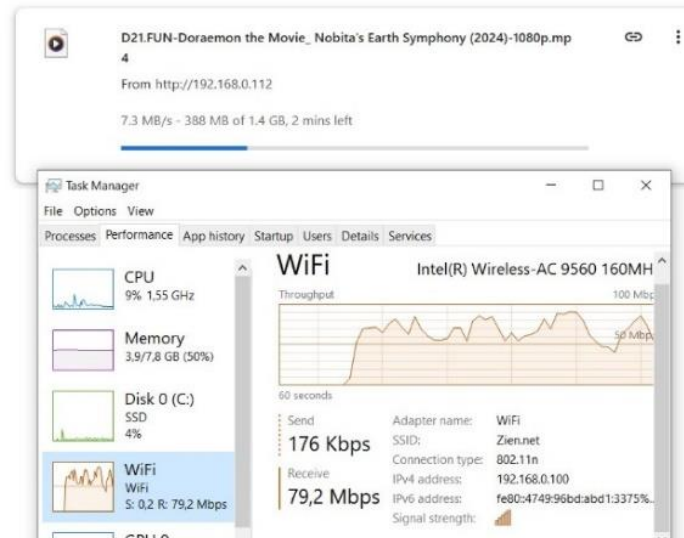 D21.FUN-Doraemon the Movie_ Nobita's Earth Symphony (2024)-1080p.mp
4
From http://192.168.0.112
7.3 MB/s - 388 MB of 1.4 GB, 2 mins left
Task Manager
File Options View
Processes Performance App history Startup Users Details Services
CPU
9% 1,55 GHz
Memory
3,9/7,8 GB (50%)
Disk 0 (C:)
SSD
4%
WiFi
WiFi
S: 0,2 R: 79,2 Mbps
WiFi
Intel(R) Wireless-AC 9560 160MH
Throughput
100 Mbp
50 Mbp
60 seconds
Send
176 Kbps
Receive
79,2 Mbps
Adapter name: WiFi
SSID: Zien.net
Connection type: 802.11n
IPv4 address: 192.168.0.100
IPv6 address: fe80::4749:96bd:abd1:3375%...
Signal strength: